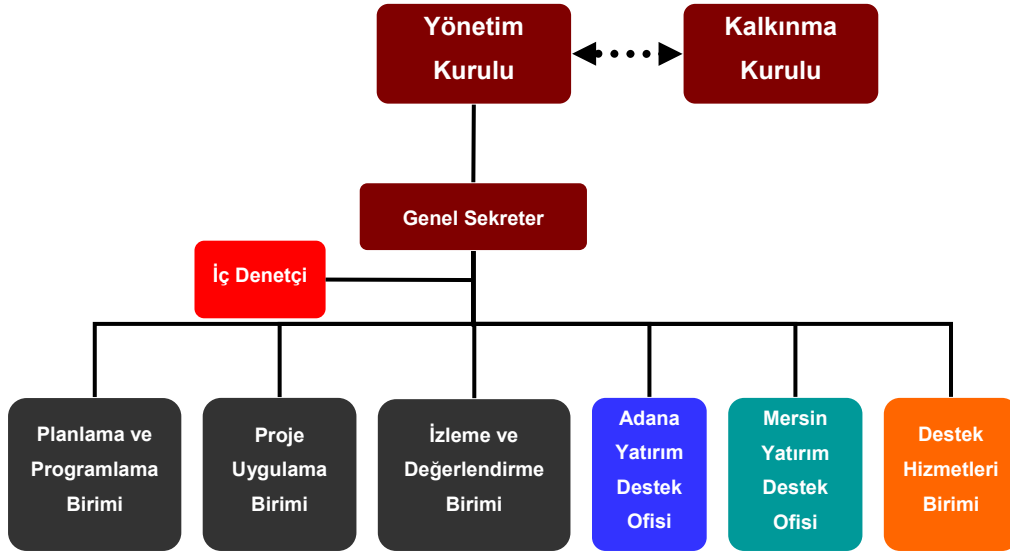 Yönetim
Kurulu
Kalkınma
Kurulu
Genel Sekreter
İç Denetçi
Planlama ve
Programlama
Birimi
Proje
Uygulama
Birimi
İzleme ve
Değerlendirme
Birimi
Adana
Yatırım
Destek
Ofisi
Mersin
Yatırım
Destek
Ofisi
Destek
Hizmetleri
Birimi